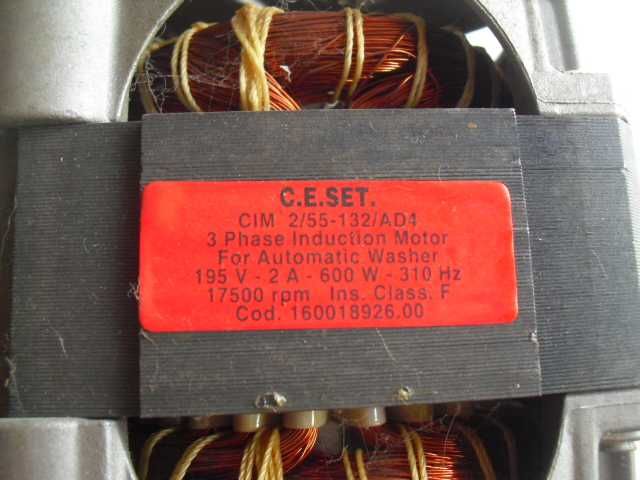 C.E.SET.
CIM 2/55-132/AD4
3 Phase Induction Motor
For Automatic Washer
195 V - 2 A - 600 W - 310 Hz
17500 rpm Ins. Class. F
Cod. 160018926.00